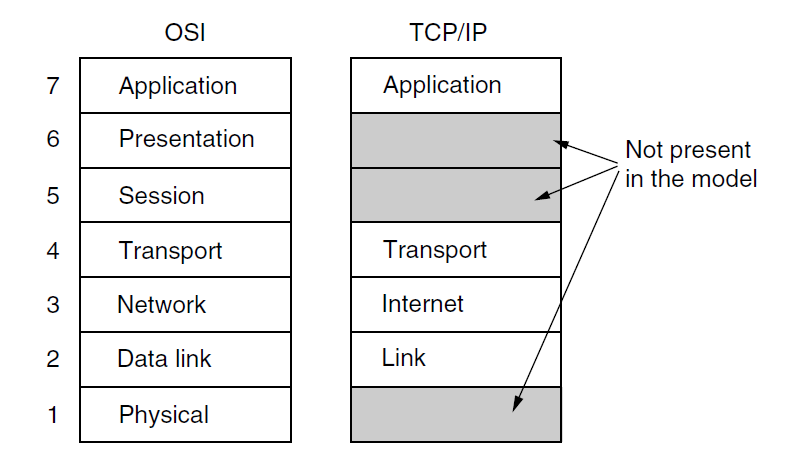 OSI
TCP/IP
7
Application
Application
6
Presentation
5
Session
4
Transport
Transport
3
Network
Internet
2
Data link
Link
1
Physical
Not present
in the model